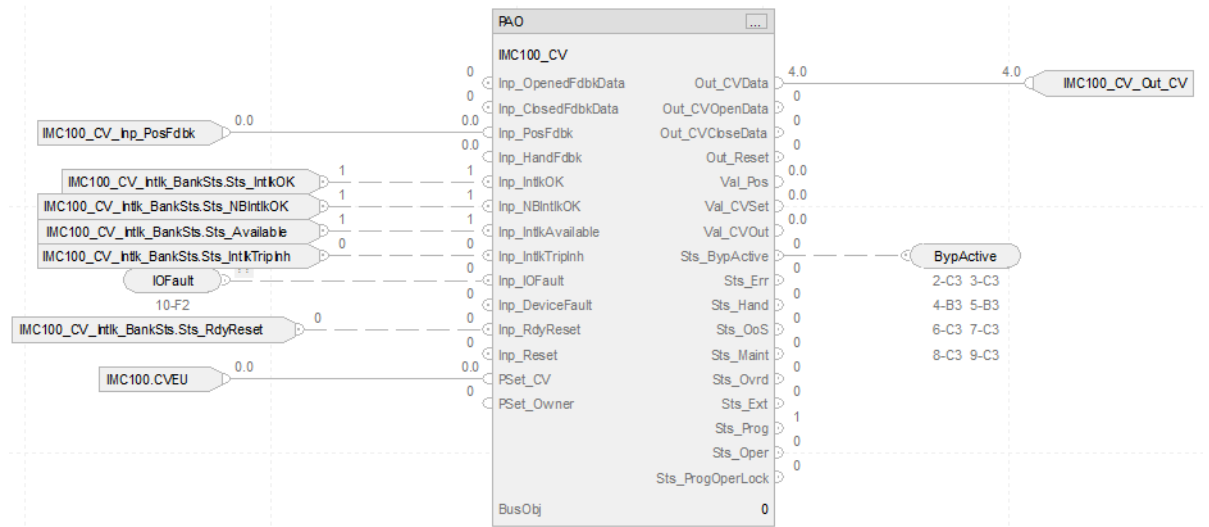 PAO ...
IMC100_CV
0 Inp_OpenedFdbkData Out_CVData 4.0 4.0 IMC100_CV_Out_CV
0 Inp_ClosedFdbkData Out_CVOpenData 0
IMC100_CV_Inp_PosFdbk 0.0 0.0 Inp_PosFdbk Out_CVCloseData 0
0.0 Inp_HandFdbk Out_Reset 0
IMC100_CV_Intlk_BankSts.Sts_IntlkOK 1 1 Inp_IntlkOK Val_Pos 0.0
IMC100_CV_Intlk_BankSts.Sts_NBIntlkOK 1 1 Inp_NBIntlkOK Val_CVSet 0.0
IMC100_CV_Intlk_BankSts.Sts_Available 1 1 Inp_IntlkAvailable Val_CVOut 0.0
IMC100_CV_Intlk_BankSts.Sts_IntlkTripInh 0 0 Inp_IntlkTripInh Sts_BypActive 0 BypActive
IOFault 0 Inp_IOFault Sts_Err 0 2-C3 3-C3
10-F2 0 Inp_DeviceFault Sts_Hand 0 4-B3 5-B3
IMC100_CV_Intlk_BankSts.Sts_RdyReset 0 0 Inp_RdyReset Sts_OoS 0 6-C3 7-C3
0 Inp_Reset Sts_Maint 0 8-C3 9-C3
IMC100.CVEU 0.0 0.0 PSet_CV Sts_Ovrd 0
0 PSet_Owner Sts_Ext 0
Sts_Prog 1
Sts_Oper 0
Sts_ProgOperLock 0
BusObj 0